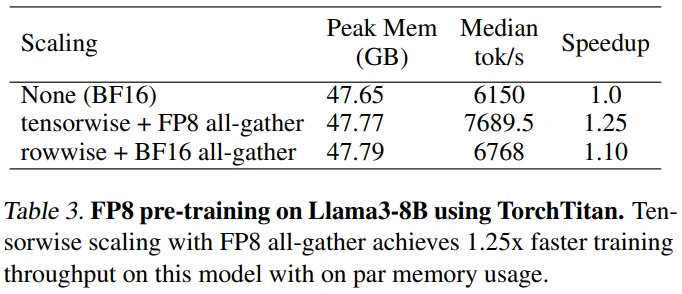 Scaling Peak Mem (GB) Median tok/s Speedup
None (BF16) 47.65 6150 1.0
tensorwise + FP8 all-gather 47.77 7689.5 1.25
rowwise + BF16 all-gather 47.79 6768 1.10
Table 3. FP8 pre-training on Llama3-8B using TorchTitan. Ten-
sorwise scaling with FP8 all-gather achieves 1.25x faster training
throughput on this model with on par memory usage.